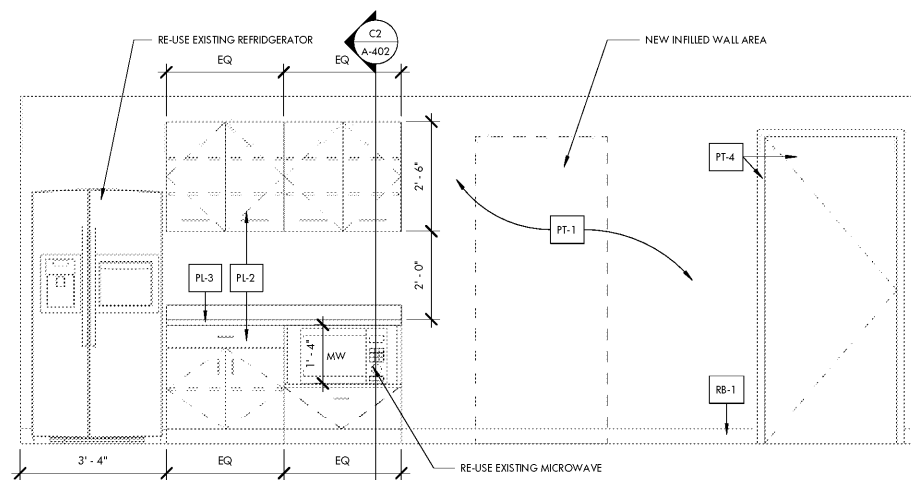 C2
A-402
RE-USE EXISTING REFRIDGERATOR
NEW INFILLED WALL AREA
EQ
EQ
2' - 6"
PT-4
PT-1
PL-3
PL-2
2' - 0"
1' - 4"
MW
RB-1
3' - 4"
EQ
EQ
RE-USE EXISTING MICROWAVE